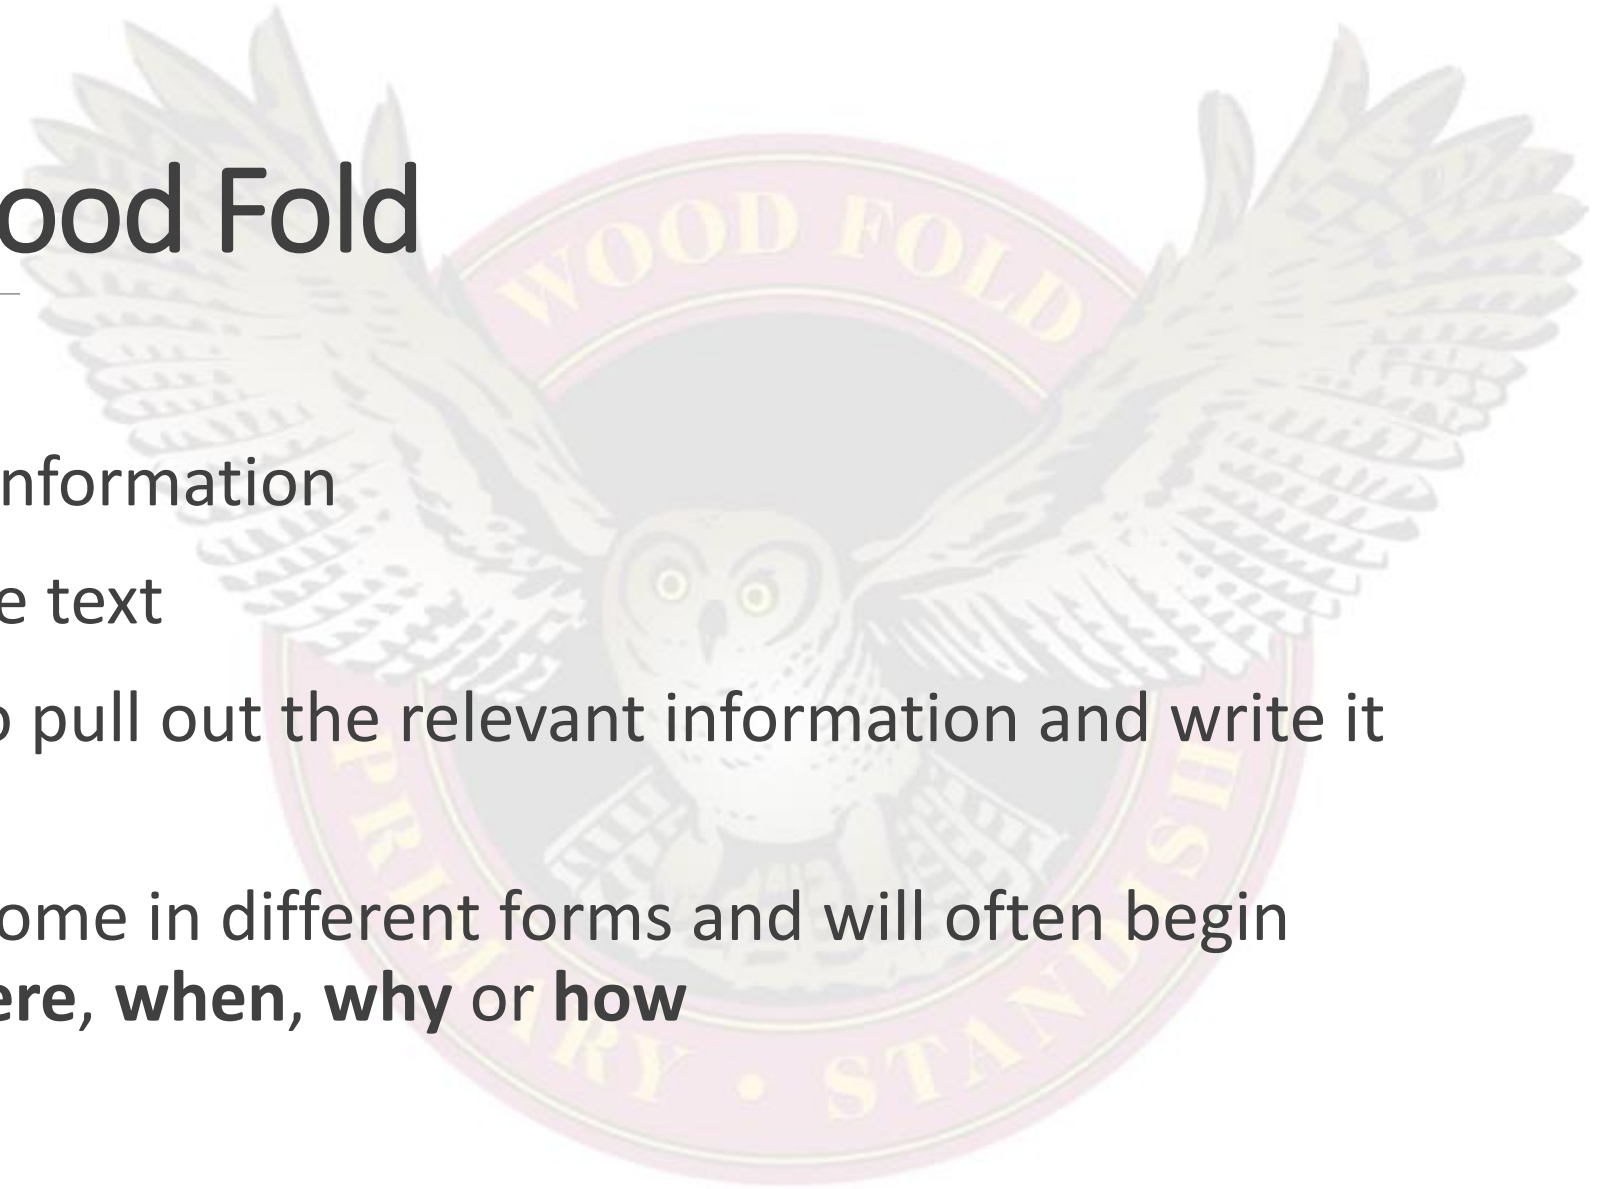 ood Fold
WOOD FOLD
nformation
e text
o pull out the relevant information and write it
ome in different forms and will often begin
ere, when, why or how
PRIMARY • STANDISH